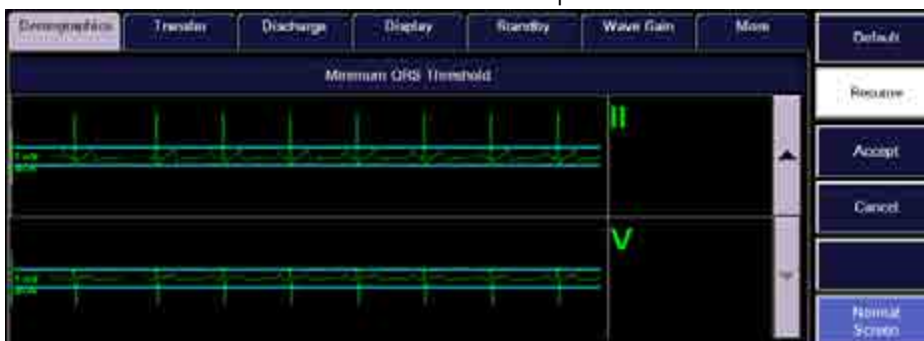 Demographics Transfer Discharge Display Standby Wave Gain More
Default
Minimum QRS Threshold
Resume
II
Accept
Cancel
V
Normal
Screen